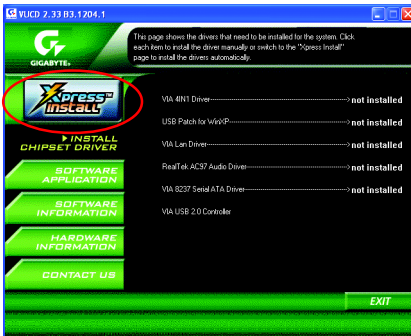 VUCD 2.33 B3.1204.1
GIGABYTE™
This page shows the drivers that need to be installed for the system. Click
each item to install the driver manually or switch to the "Xpress Install"
page to install the drivers automatically.
Xpress™
INSTALL
INSTALL
CHIPSET DRIVER
SOFTWARE
APPLICATION
SOFTWARE
INFORMATION
HARDWARE
INFORMATION
CONTACT US
VIA 4IN1 Driver-->not installed
USB Patch for WinXP-->not installed
VIA Lan Driver-->not installed
RealTek AC97 Audio Driver-->not installed
VIA 8237 Serial ATA Driver-->not installed
VIA USB 2.0 Controller
EXIT